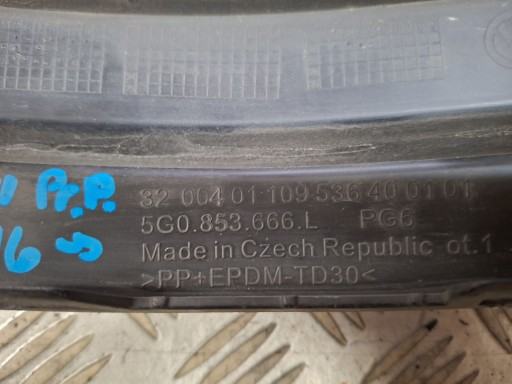 32 004 01 109 536 40 01 01
5G0.853.666.L PG6
Made in Czech Republic ot.1
>PP+EPDM-TD30<
Pr.P.
16